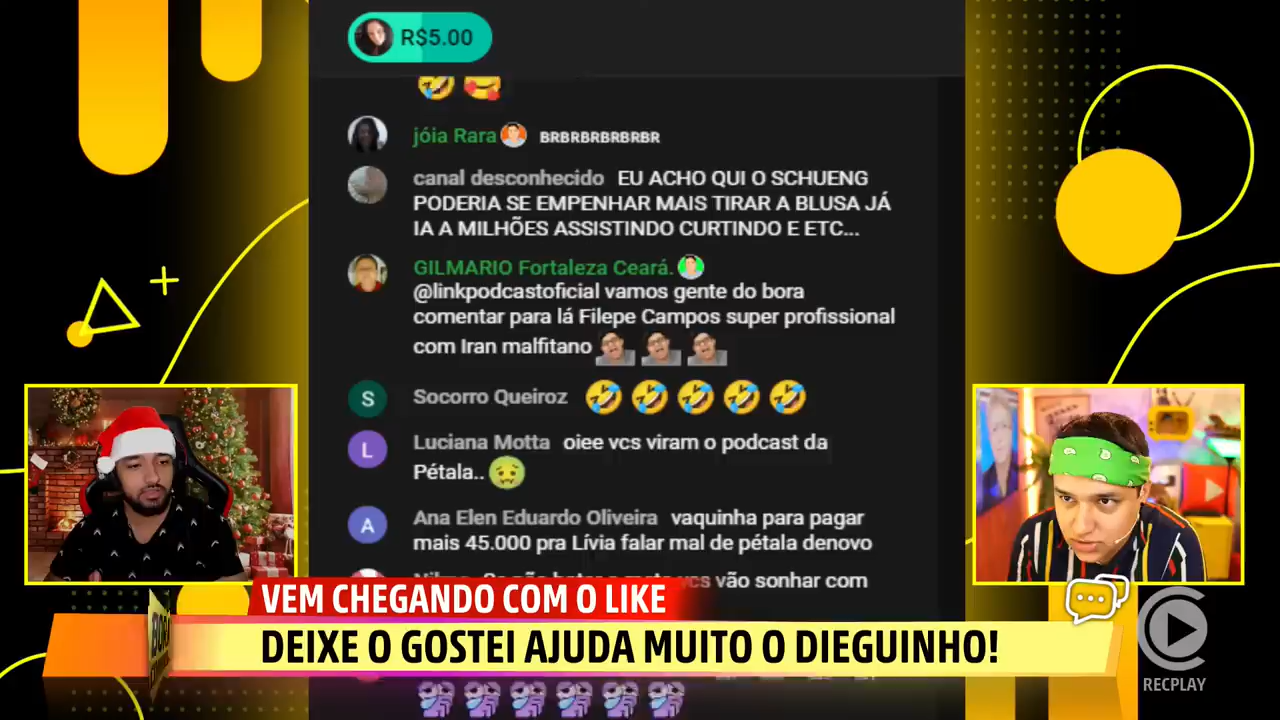 R$5.00
jóia Rara BRBRBRBRBRBR
canal desconhecido EU ACHO QUI O SCHUENG
PODERIA SE EMPENHAR MAIS TIRAR A BLUSA JÁ
IA A MILHÕES ASSISTINDO CURTINDO E ETC...
GILMARIO Fortaleza Ceará.
@linkpodcastoficial vamos gente do bora
comentar para lá Filepe Campos super profissional
com Iran malfitano
S Socorro Queiroz
L Luciana Motta oiee vcs viram o podcast da
Pétala..
A Ana Elen Eduardo Oliveira vaquinha para pagar
mais 45.000 pra Lívia falar mal de pétala denovo
vcs vão sonhar com
VEM CHEGANDO COM O LIKE
DEIXE O GOSTEI AJUDA MUITO O DIEGUINHO!
RECPLAY